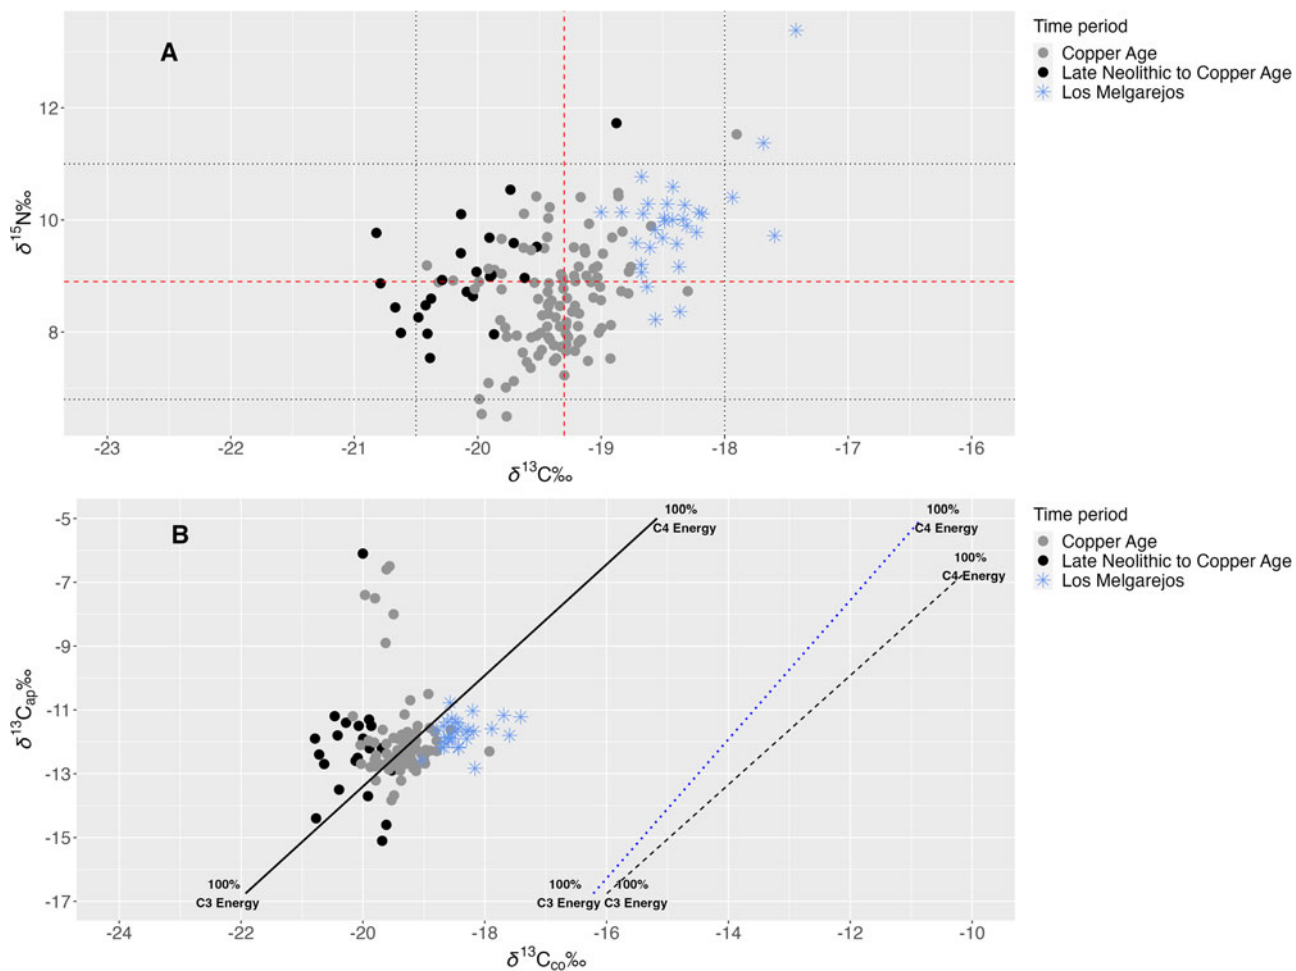 A
Time period
Copper Age
Late Neolithic to Copper Age
Los Melgarejos
12
10
8
δ15N‰
-23 -22 -21 -20 -19 -18 -17 -16
δ13C‰
B
Time period
Copper Age
Late Neolithic to Copper Age
Los Melgarejos
-5
-7
-9
-11
-13
-15
-17
δ13Cap‰
100% 100%
C4 Energy C4 Energy
100%
C4 Energy
100% 100% 100%
C3 Energy C3 Energy C3 Energy
-24 -22 -20 -18 -16 -14 -12 -10
δ13Cco‰